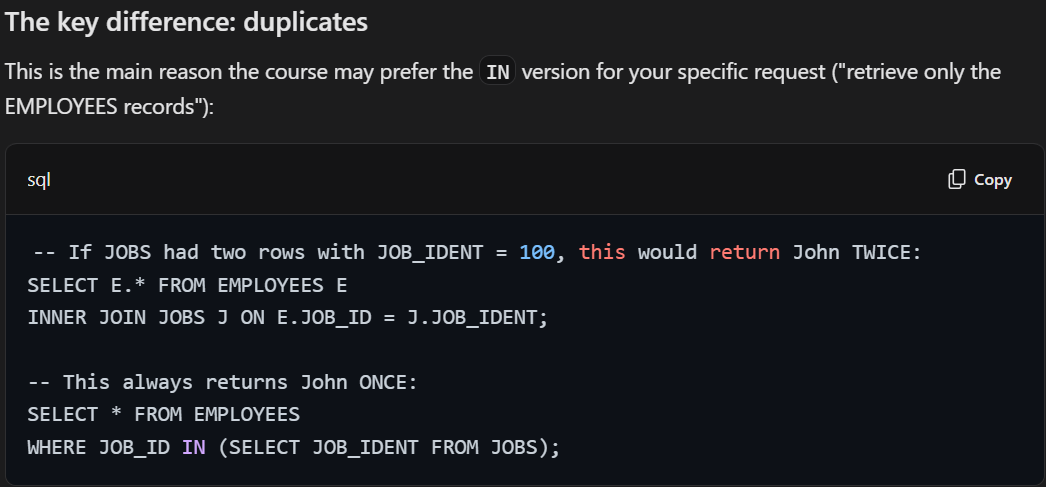 The key difference: duplicates
This is the main reason the course may prefer the IN version for your specific request ("retrieve only the
EMPLOYEES records"):
sql
Copy
-- If JOBS had two rows with JOB_IDENT = 100, this would return John TWICE:
SELECT E.* FROM EMPLOYEES E
INNER JOIN JOBS J ON E.JOB_ID = J.JOB_IDENT;
-- This always returns John ONCE:
SELECT * FROM EMPLOYEES
WHERE JOB_ID IN (SELECT JOB_IDENT FROM JOBS);